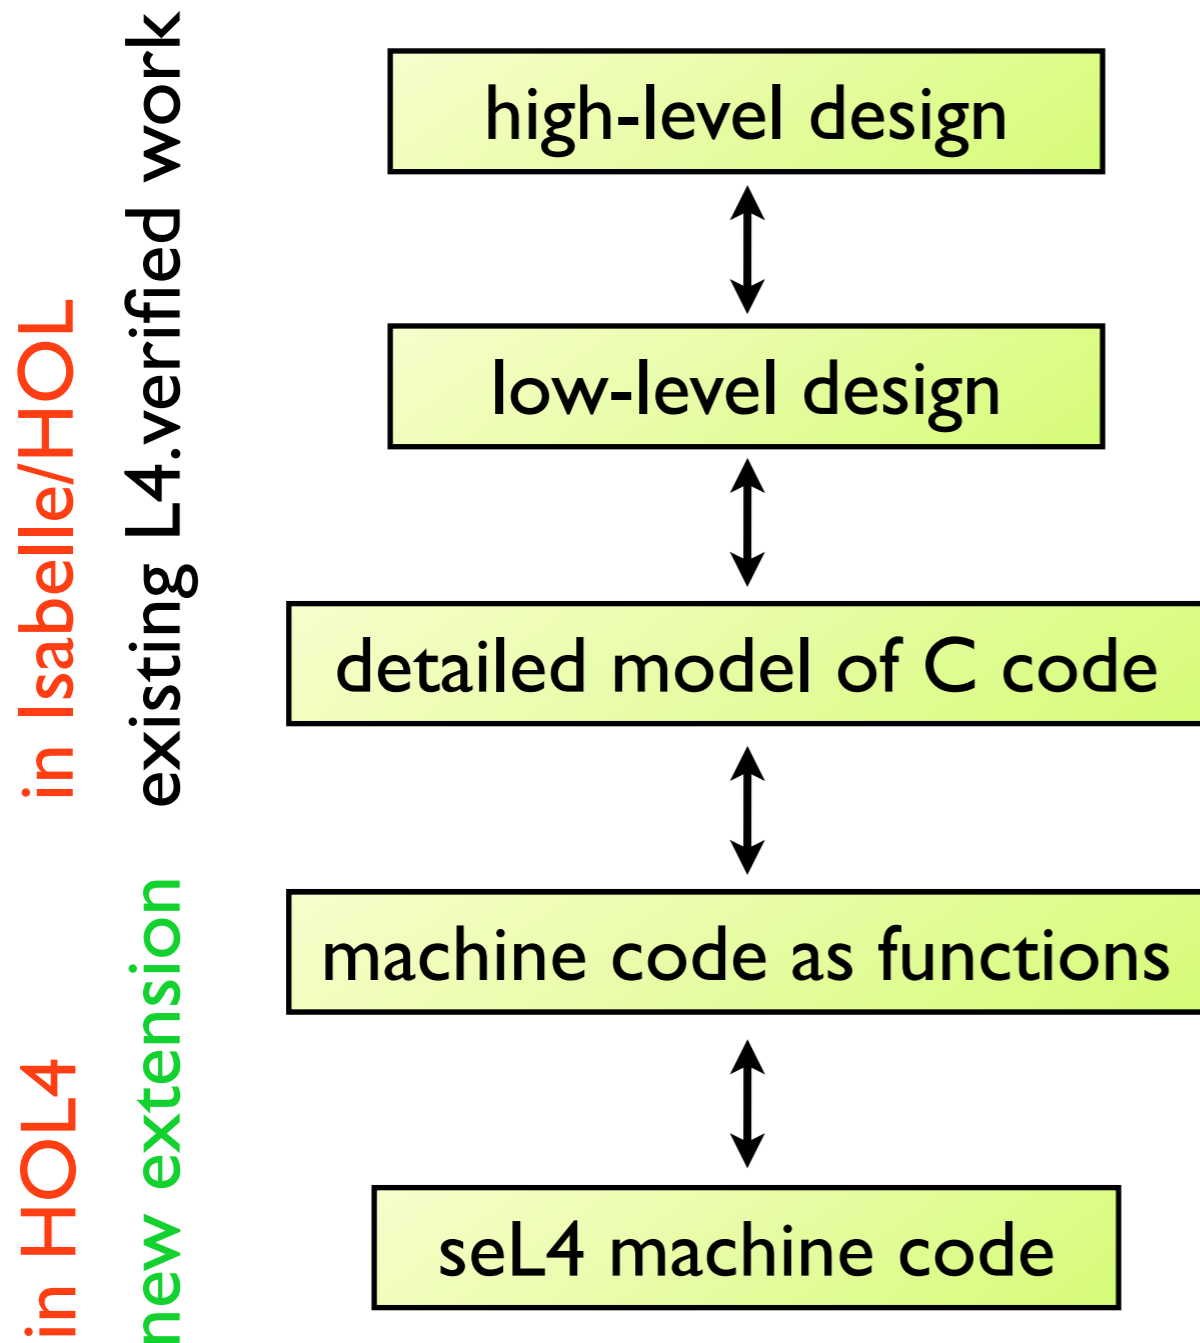 in Isabelle/HOL
in HOL4
existing L4.verified work
new extension
high-level design
low-level design
detailed model of C code
machine code as functions
seL4 machine code